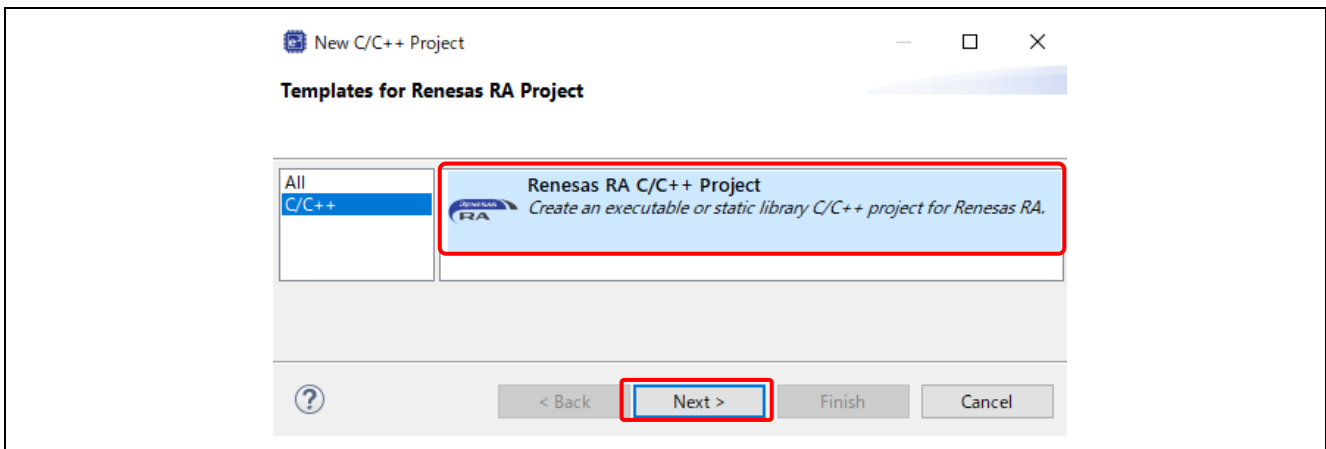 New C/C++ Project
Templates for Renesas RA Project
All
C/C++
Renesas RA C/C++ Project
RENESAS
RA
Create an executable or static library C/C++ project for Renesas RA.
?
< Back
Next >
Finish
Cancel